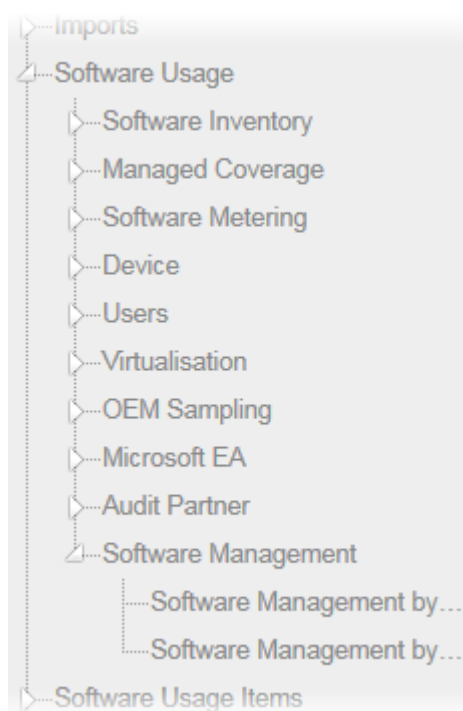 Imports
Software Usage
Software Inventory
Managed Coverage
Software Metering
Device
Users
Virtualisation
OEM Sampling
Microsoft EA
Audit Partner
Software Management
Software Management by...
Software Management by...
Software Usage Items